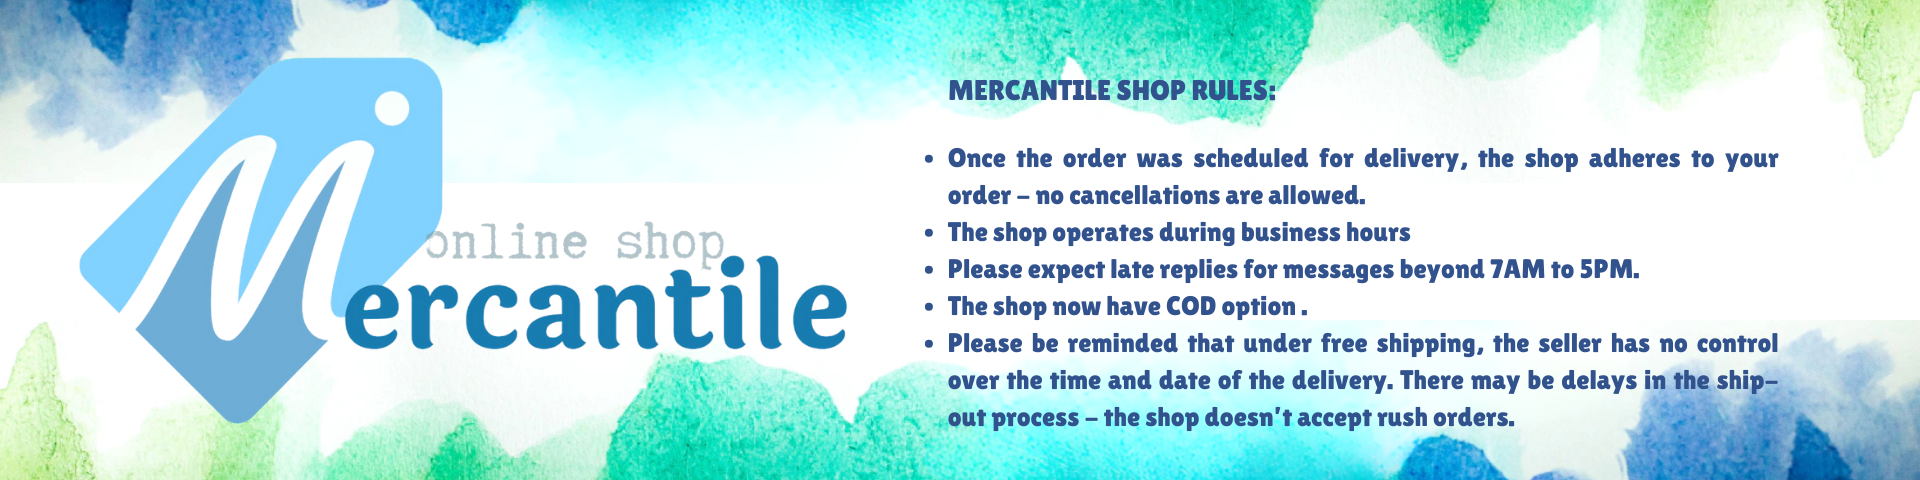 online shop
Mercantile
MERCANTILE SHOP RULES:
• Once the order was scheduled for delivery, the shop adheres to your
order – no cancellations are allowed.
• The shop operates during business hours
• Please expect late replies for messages beyond 7AM to 5PM.
• The shop now have COD option .
• Please be reminded that under free shipping, the seller has no control
over the time and date of the delivery. There may be delays in the ship-
out process – the shop doesn't accept rush orders.